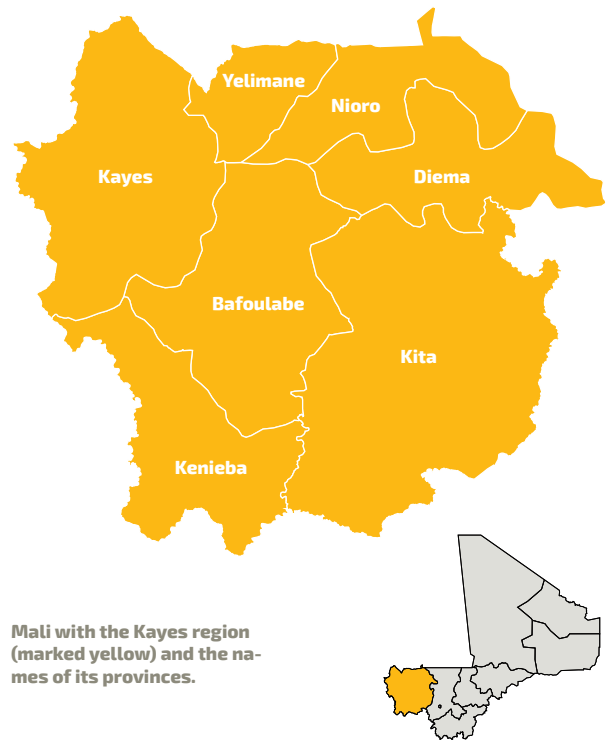 Yelimane
Nioro
Kayes
Diema
Bafoulabe
Kita
Kenieba
Mali with the Kayes region
(marked yellow) and the na-
mes of its provinces.